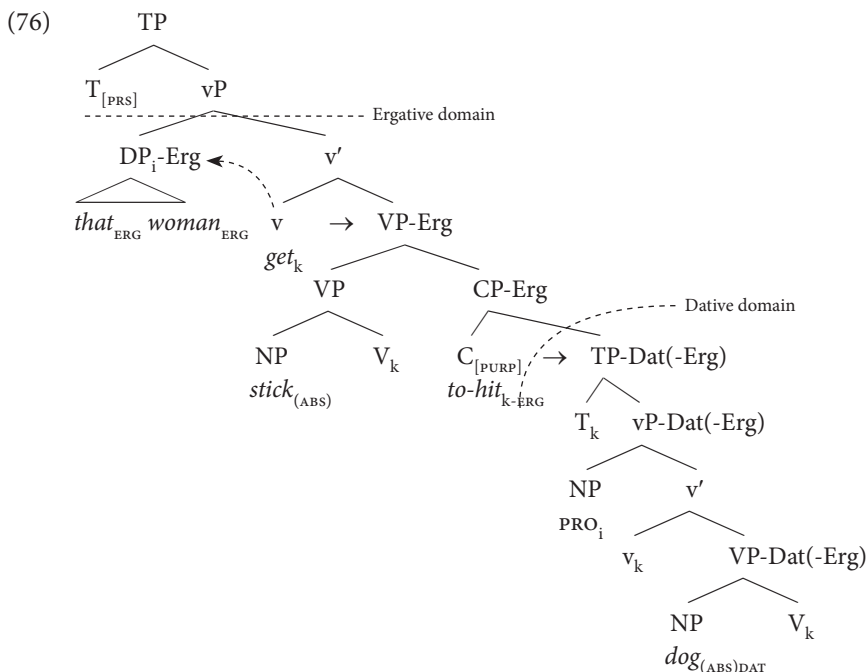 (76) TP
T[PRS] vP
Ergative domain
DPi-Erg v′
thatERG womanERG v → VP-Erg
getk
VP CP-Erg
Dative domain
NP Vk C[PURP] → TP-Dat(-Erg)
stick(ABS) to-hitk-ERG
Tk vP-Dat(-Erg)
NP v′
PROi
vk VP-Dat(-Erg)
NP Vk
dog(ABS)DAT